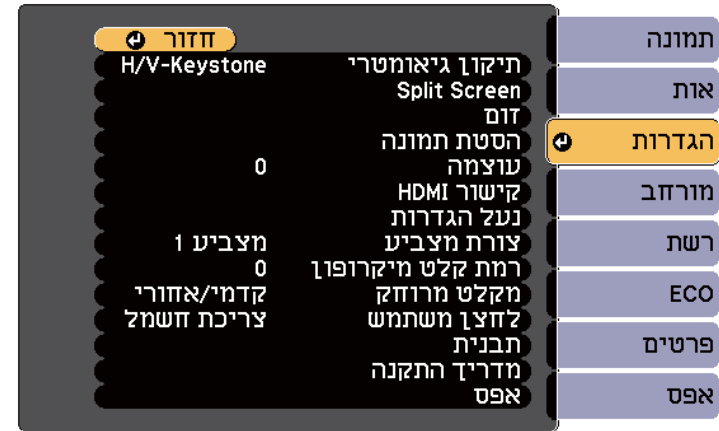 תמונה
אות
הגדרות
מורחב
רשת
ECO
פרטים
אפס
חזור
תיקון גיאומטרי H/V-Keystone
Split Screen
זום
הסטת תמונה
עוצמה 0
קישור HDMI
נעל הגדרות
צורת מצביע מצביע 1
רמת קלט מיקרופון 0
מקלט מרוחק קדמי/אחורי
לחצן משתמש צריכת חשמל
תבנית
מדריך התקנה
אפס